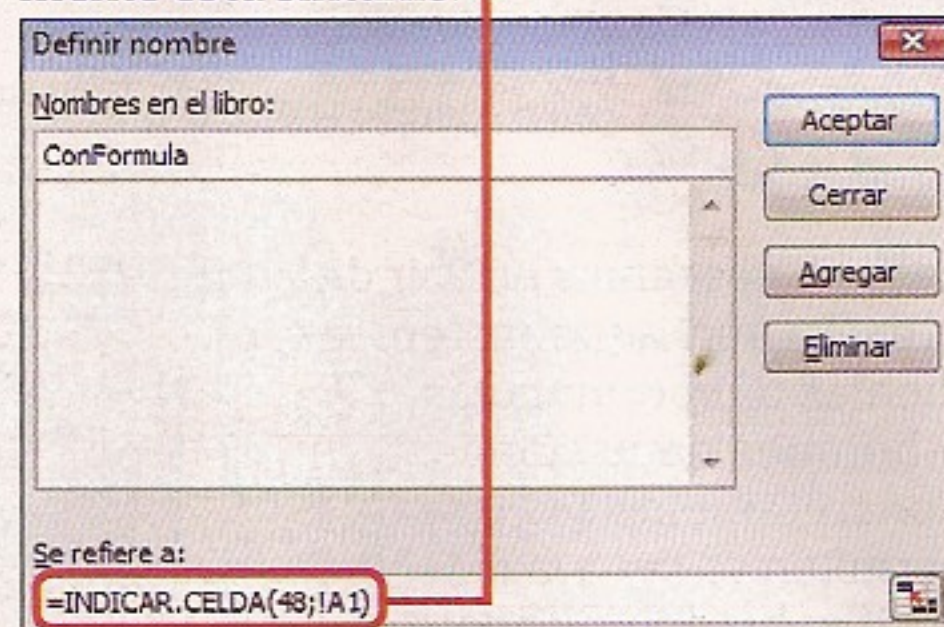 Definir nombre
Nombres en el libro:
ConFormula
Aceptar
Cerrar
Agregar
Eliminar
Se refiere a:
=INDICAR.CELDA(48;!A1)